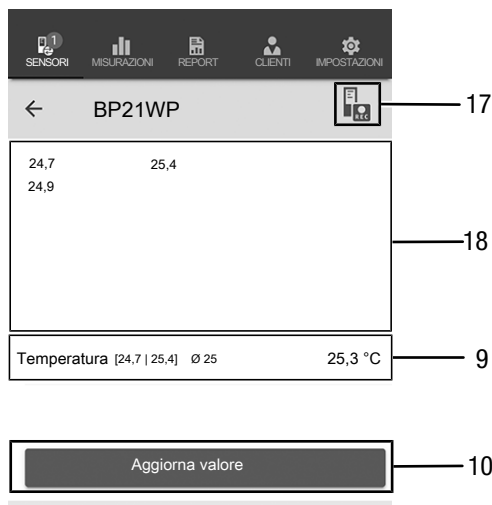 1
SENSORI MISURAZIONI REPORT CLIENTI IMPOSTAZIONI
← BP21WP REC 17
24,7 25,4
24,9
18
Temperatura [24,7 | 25,4] Ø 25 25,3 °C 9
Aggiorna valore 10